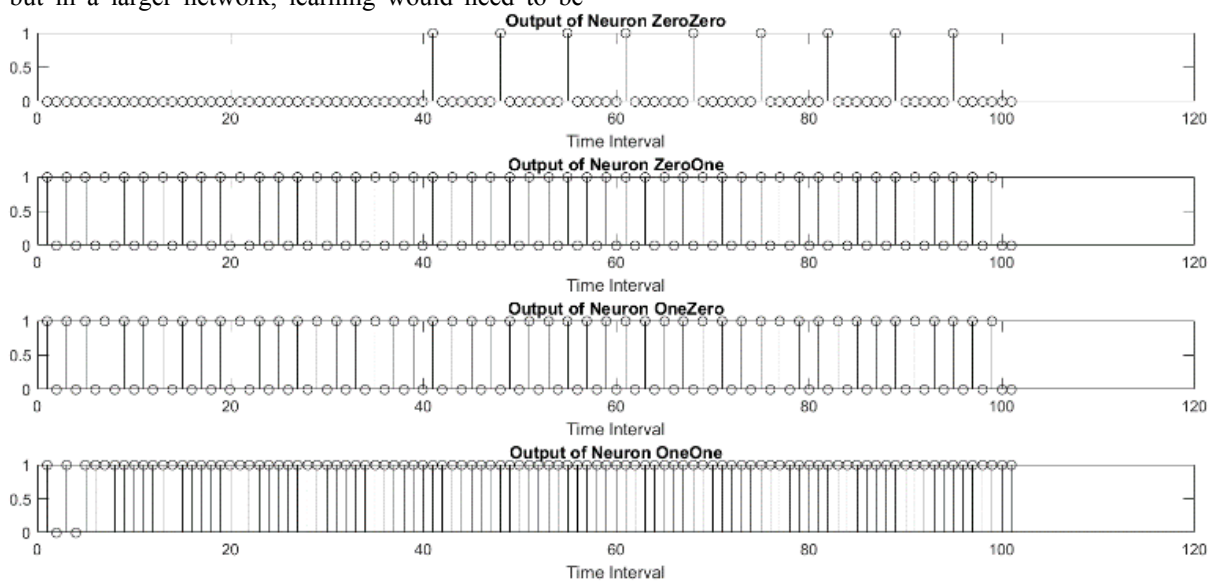 but in a larger network, learning would need to be
Output of Neuron ZeroZero
1
0.5
0
0 20 40 60 80 100 120
Time Interval
Output of Neuron ZeroOne
1
0.5
0
0 20 40 60 80 100 120
Time Interval
Output of Neuron OneZero
1
0.5
0
0 20 40 60 80 100 120
Time Interval
Output of Neuron OneOne
1
0.5
0
0 20 40 60 80 100 120
Time Interval